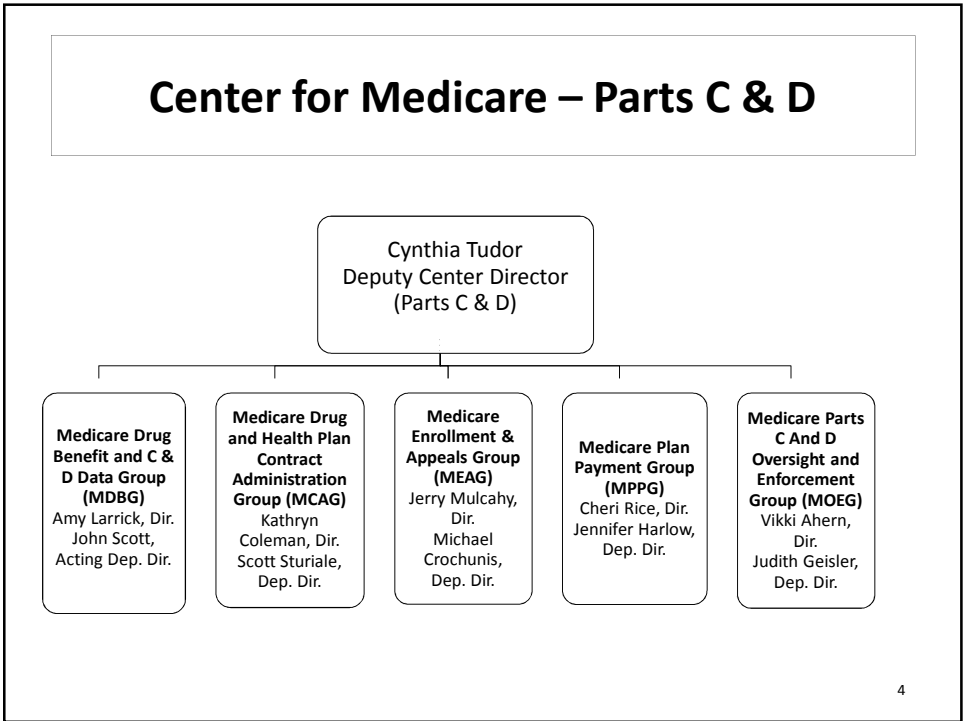 Center for Medicare – Parts C & D
Cynthia Tudor
Deputy Center Director
(Parts C & D)
Medicare Drug
Benefit and C &
D Data Group
(MDBG)
Amy Larrick, Dir.
John Scott,
Acting Dep. Dir.
Medicare Drug
and Health Plan
Contract
Administration
Group (MCAG)
Kathryn
Coleman, Dir.
Scott Sturiale,
Dep. Dir.
Medicare
Enrollment &
Appeals Group
(MEAG)
Jerry Mulcahy,
Dir.
Michael
Crochunis,
Dep. Dir.
Medicare Plan
Payment Group
(MPPG)
Cheri Rice, Dir.
Jennifer Harlow,
Dep. Dir.
Medicare Parts
C And D
Oversight and
Enforcement
Group (MOEG)
Vikki Ahern,
Dir.
Judith Geisler,
Dep. Dir.
4